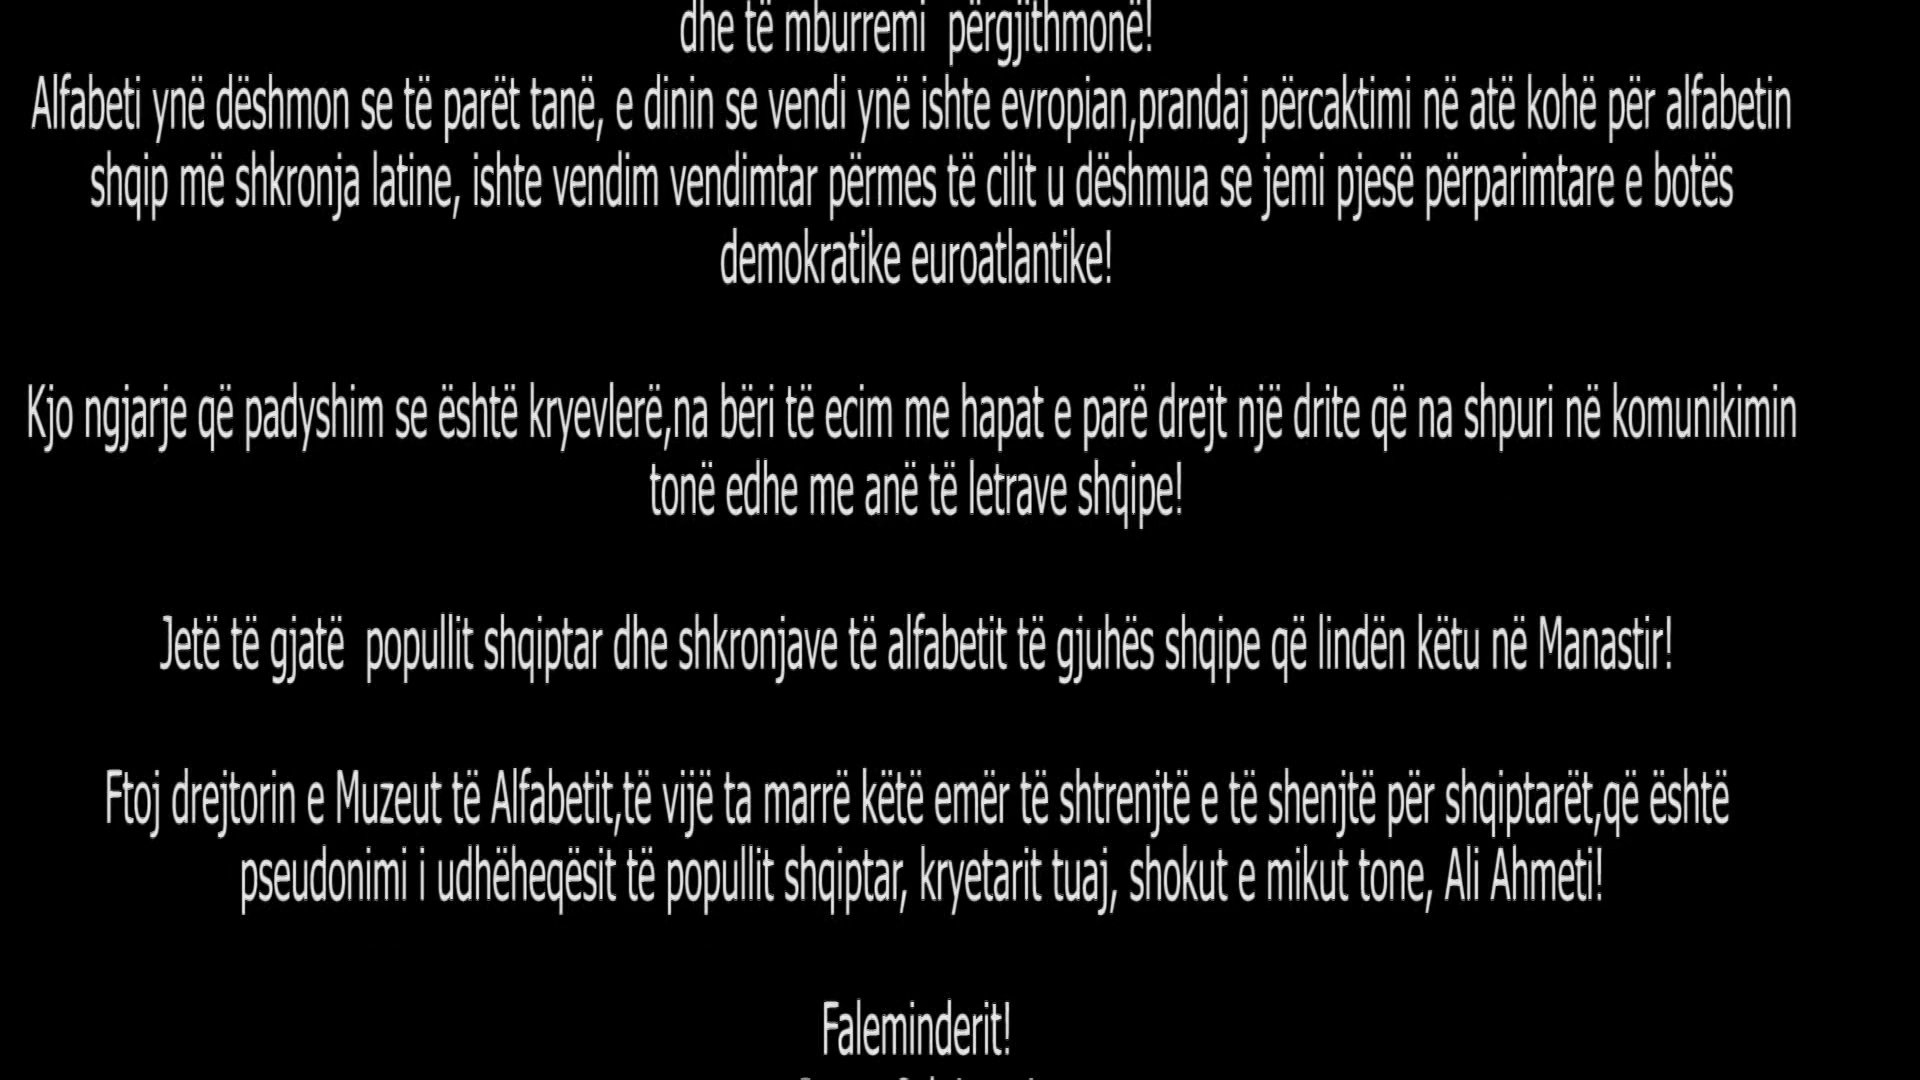 dhe të mburremi  përgjithmonë!
Alfabeti ynë dëshmon se të parët tanë, e dinin se vendi ynë ishte evropian,prandaj përcaktimi në atë kohë për alfabetin
shqip më shkronja latine, ishte vendim vendimtar përmes të cilit u dëshmua se jemi pjesë përparimtare e botës
demokratike euroatlantike!
Kjo ngjarje që padyshim se është kryevlerë,na bëri të ecim me hapat e parë drejt një drite që na shpuri në komunikimin
tonë edhe me anë të letrave shqipe!
Jetë të gjatë  popullit shqiptar dhe shkronjave të alfabetit të gjuhës shqipe që lindën këtu në Manastir!
Ftoj drejtorin e Muzeut të Alfabetit,të vijë ta marrë këtë emër të shtrenjtë e të shenjtë për shqiptarët,që është
pseudonimi i udhëheqësit të popullit shqiptar, kryetarit tuaj, shokut e mikut tone, Ali Ahmeti!
Faleminderit!